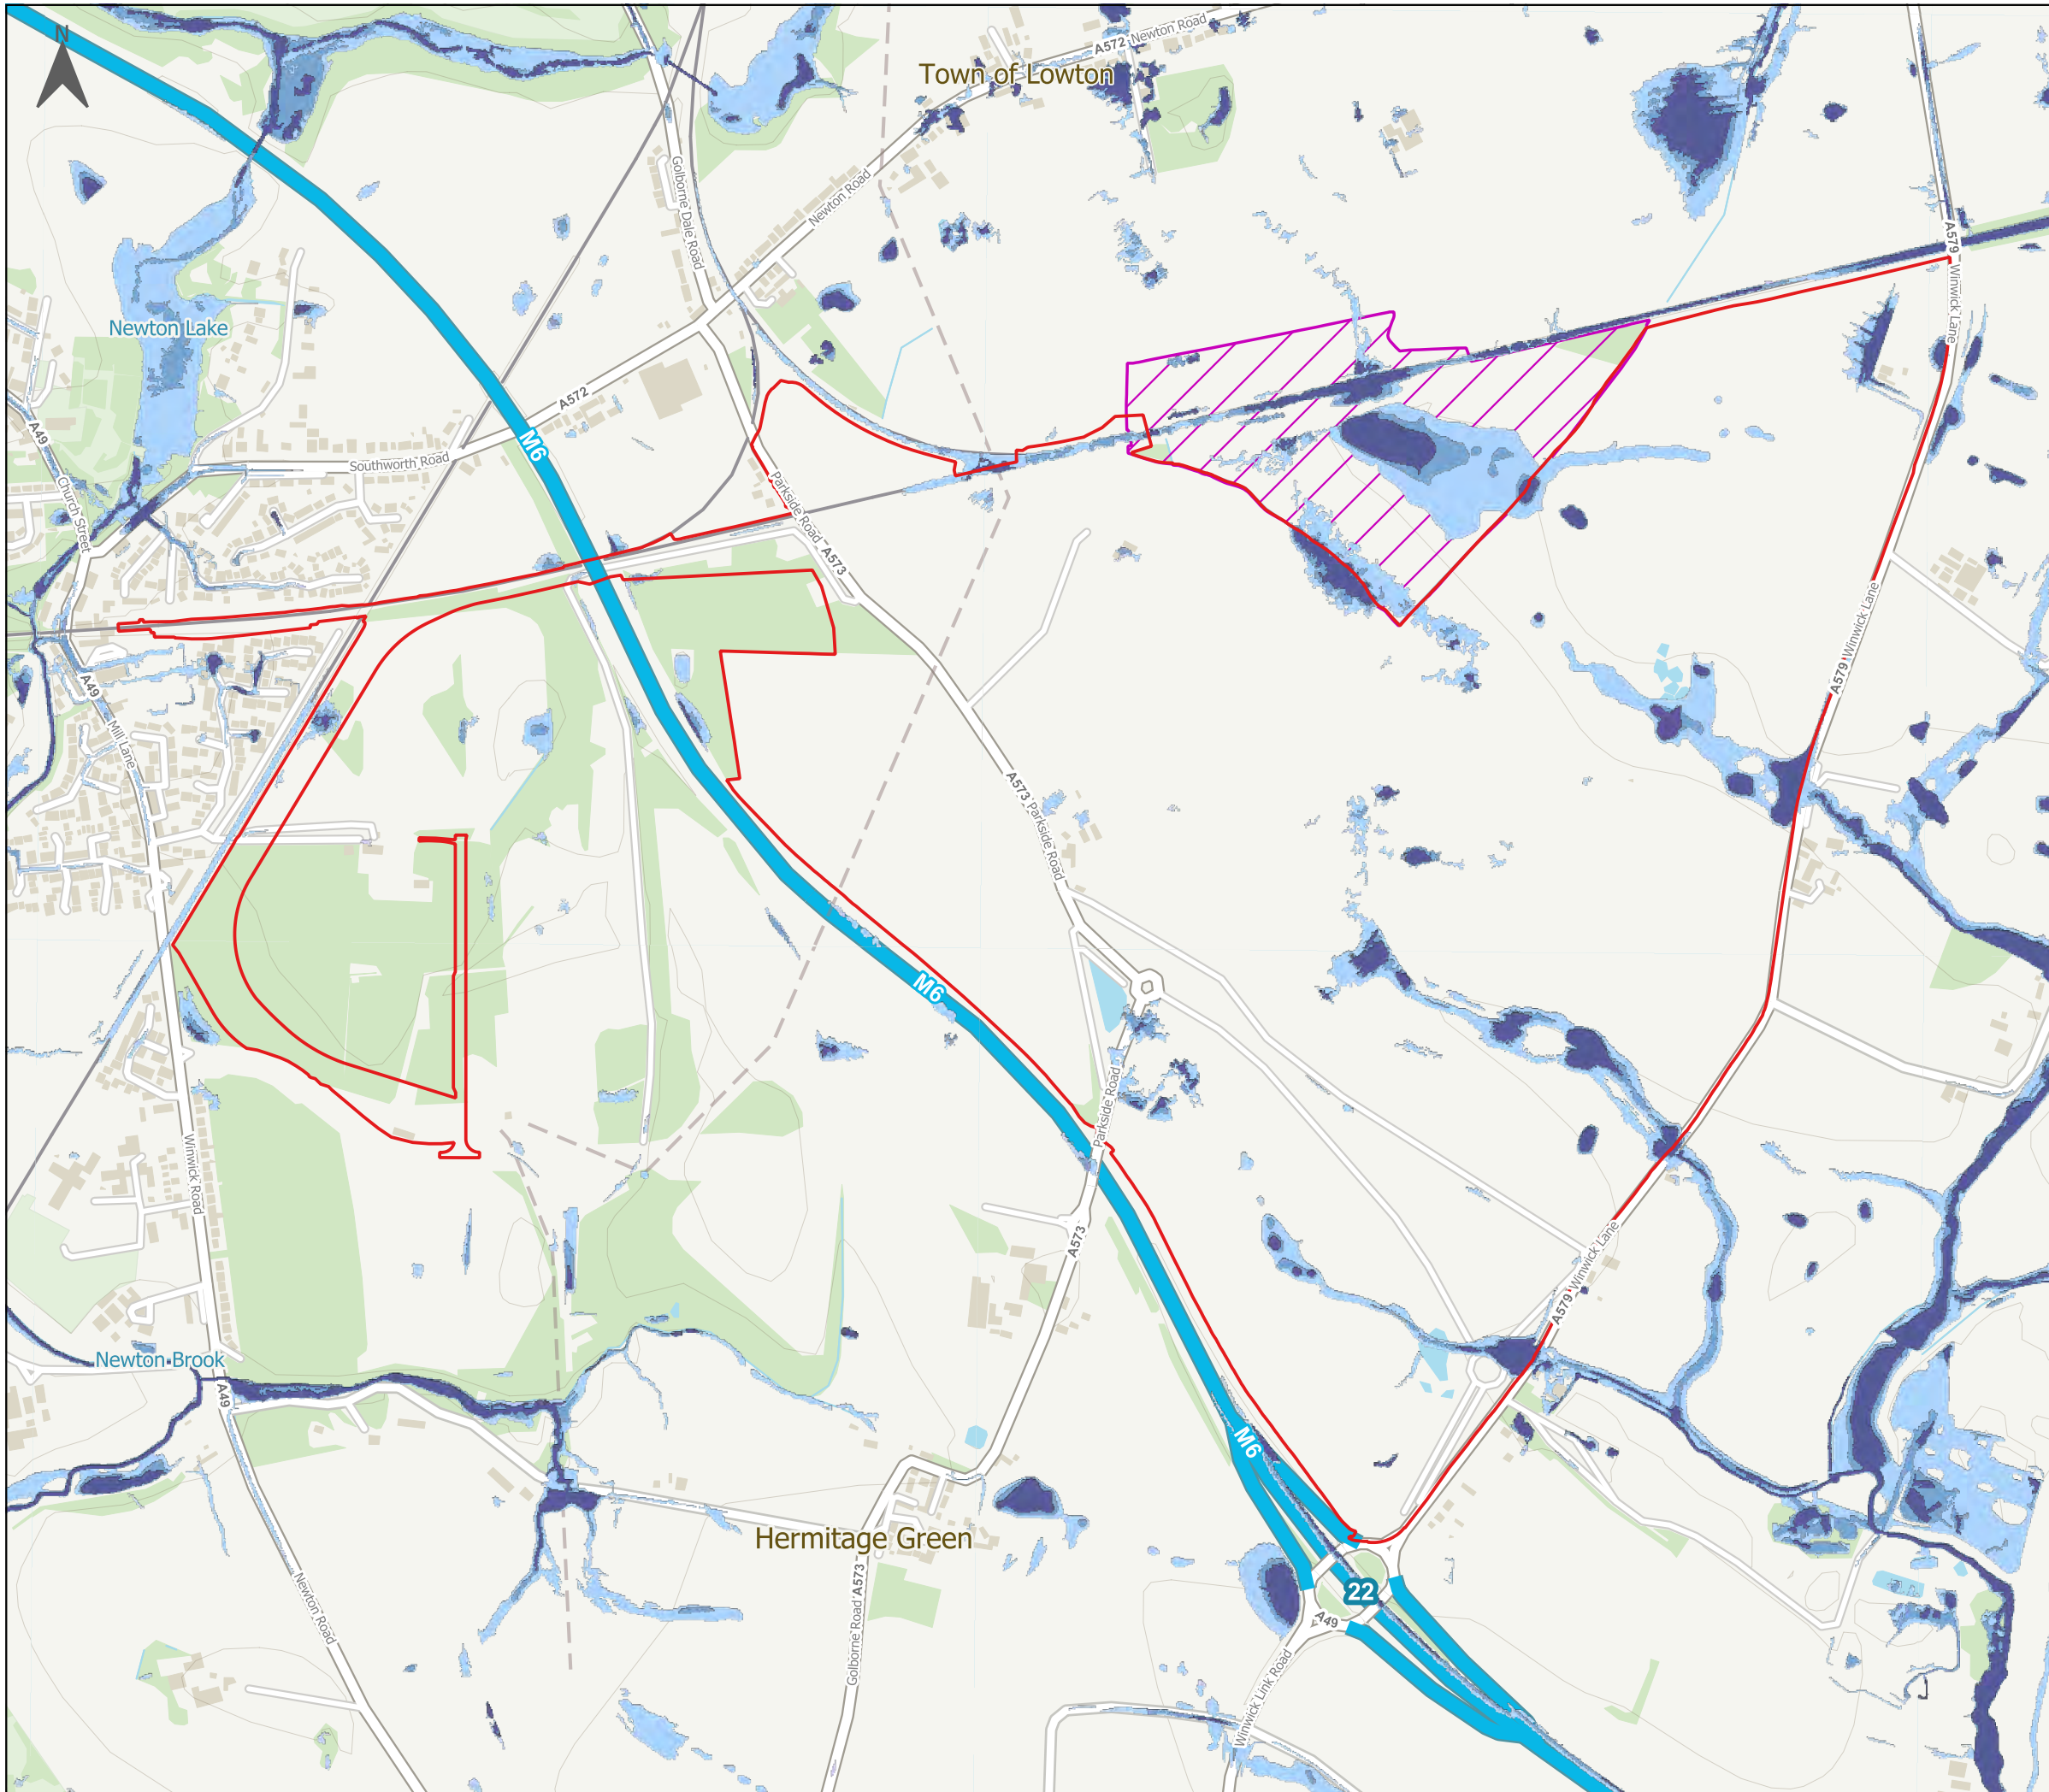 N
Town of Lowton
A572 Newton Road
Golborne Dale Road
Newton Road
A579
Winwick Lane
Newton Lake
A572
M6
Southworth Road
A49
Church Street
Parkside Road
A573
A49
Mill Lane
A579 Winwick Lane
A573 Parkside Road
M6
Parkside Road
Winwick Road
A573
A579 Winwick Lane
Newton Brook
A49
M6
Hermitage Green
Newton Road
Golborne Road A573
22
A49
Winwick Link Road